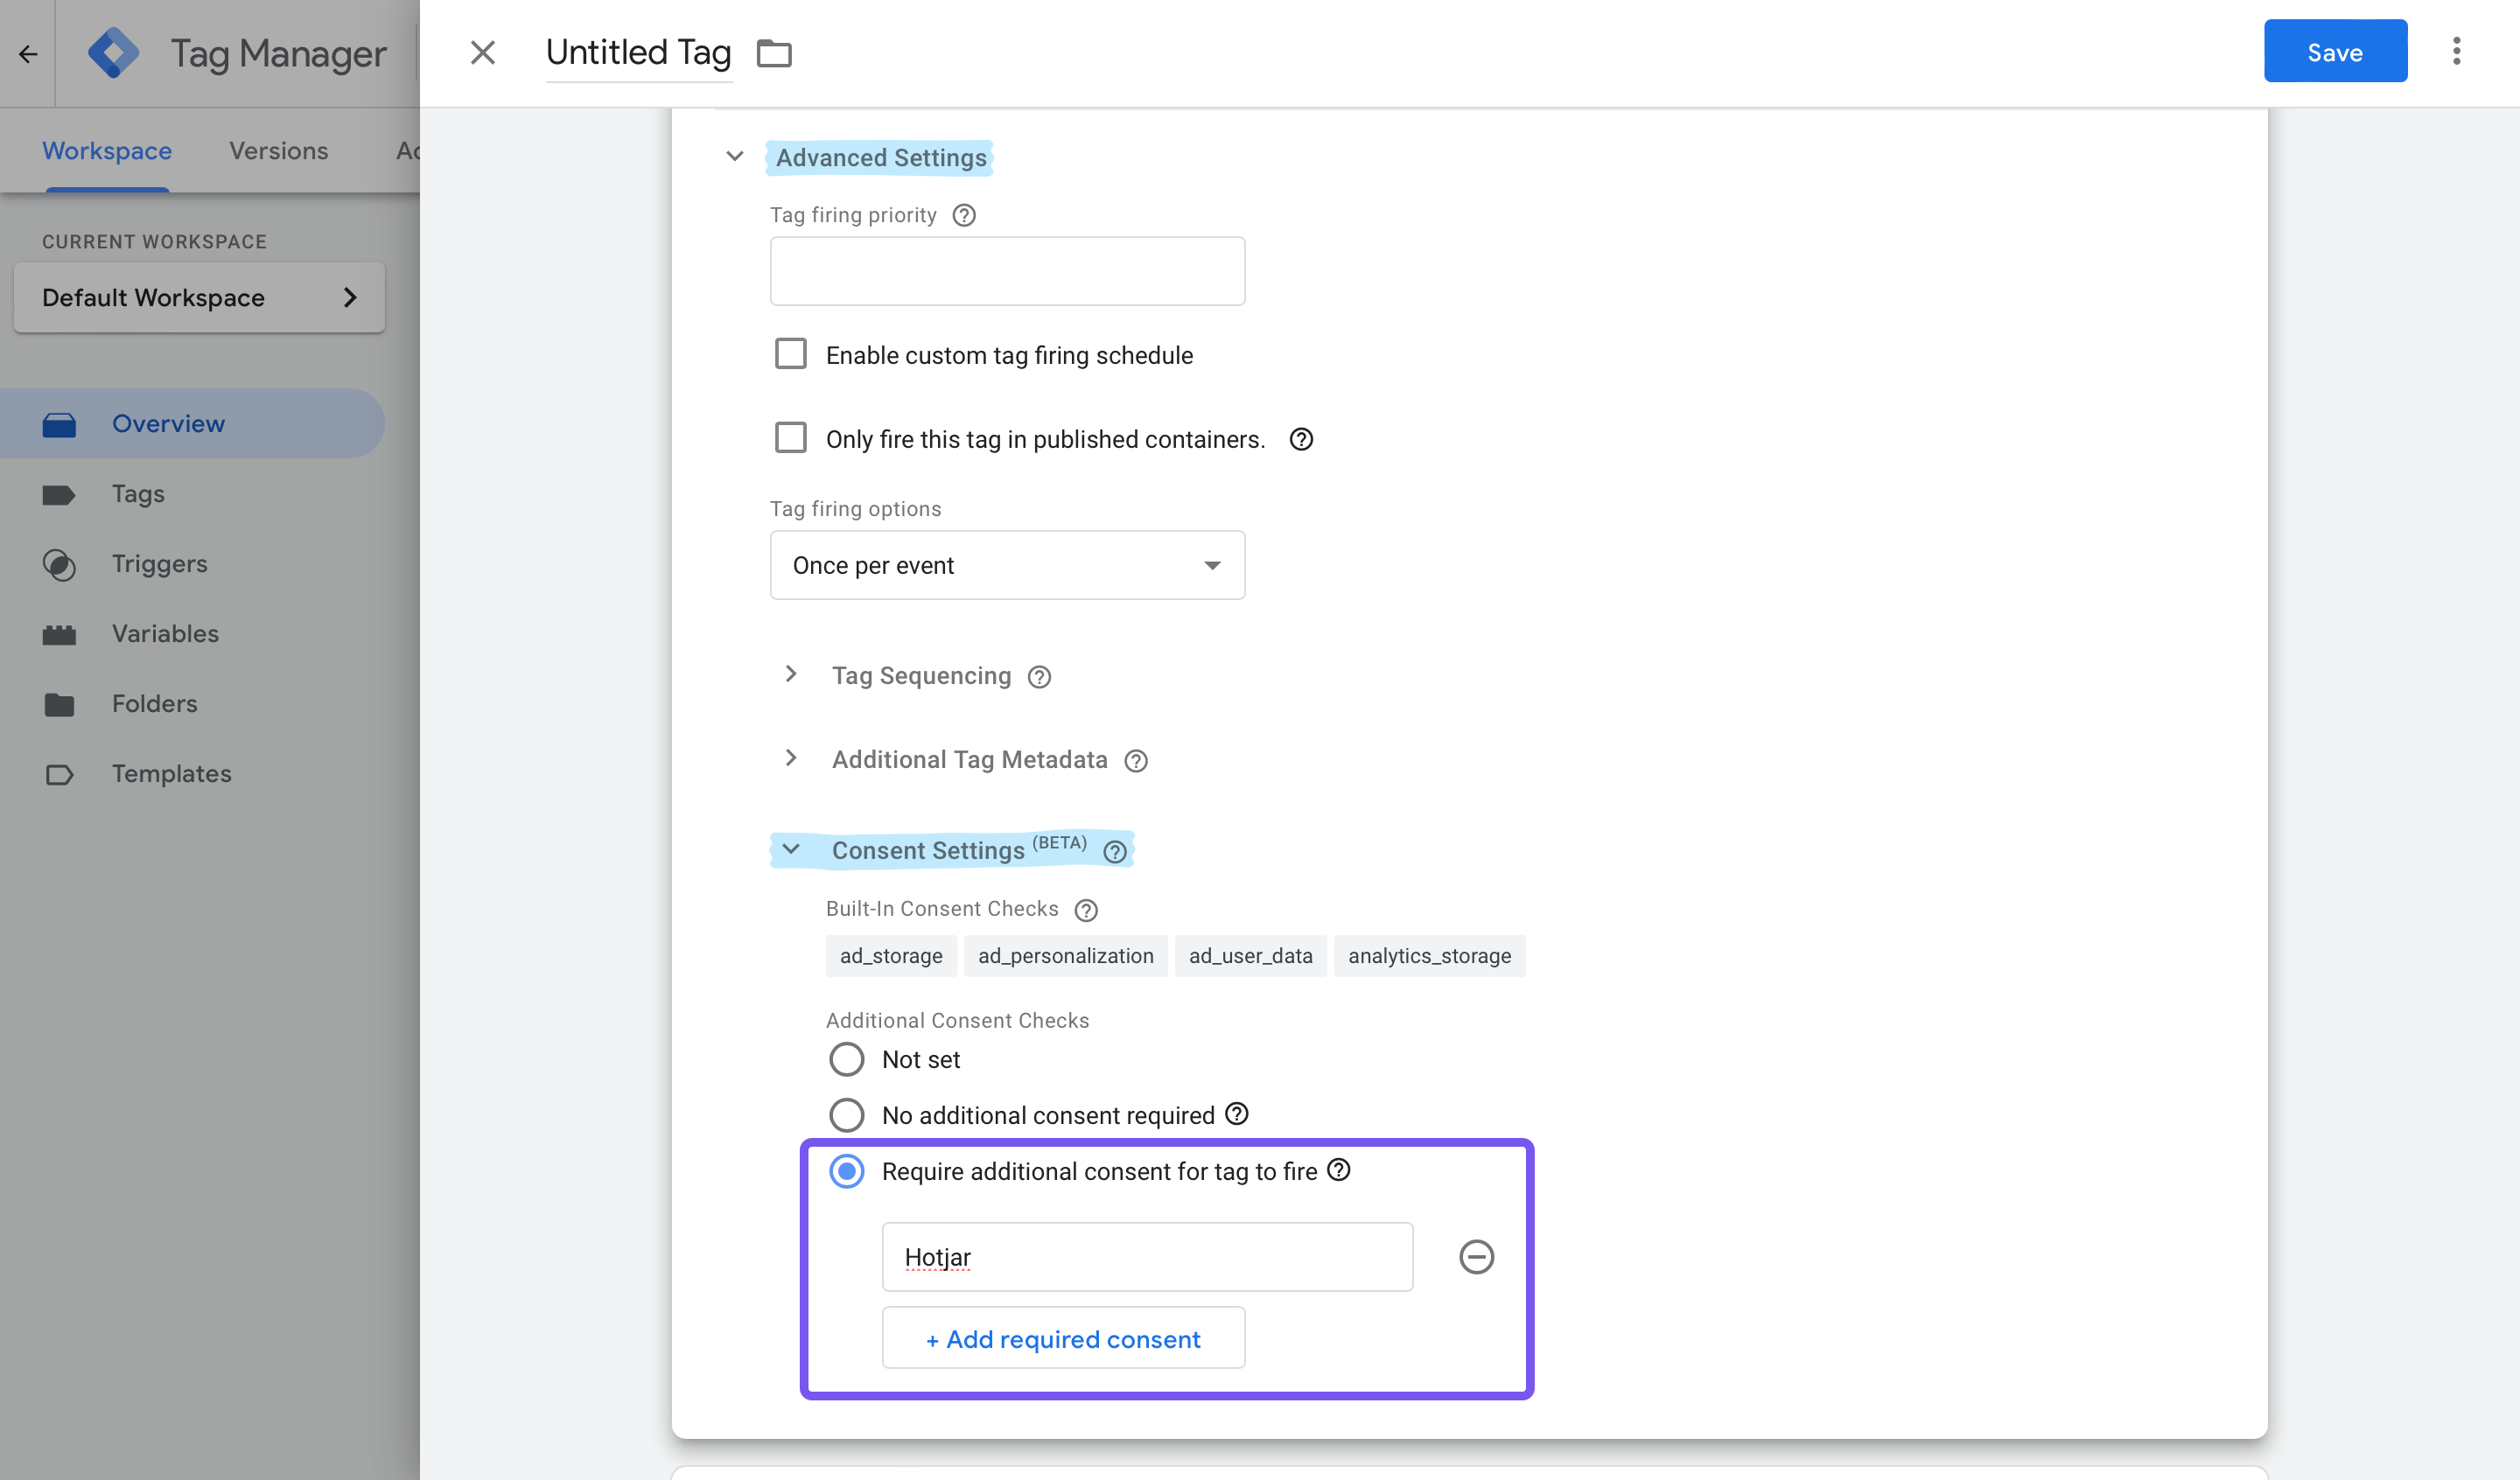 Tag Manager
Untitled Tag
Save
Workspace
Versions
CURRENT WORKSPACE
Default Workspace
Overview
Tags
Triggers
Variables
Folders
Templates
Advanced Settings
Tag firing priority
Enable custom tag firing schedule
Only fire this tag in published containers.
Tag firing options
Once per event
Tag Sequencing
Additional Tag Metadata
Consent Settings (BETA)
Built-In Consent Checks
ad_storage ad_personalization ad_user_data analytics_storage
Additional Consent Checks
Not set
No additional consent required
Require additional consent for tag to fire
Hotjar
+ Add required consent